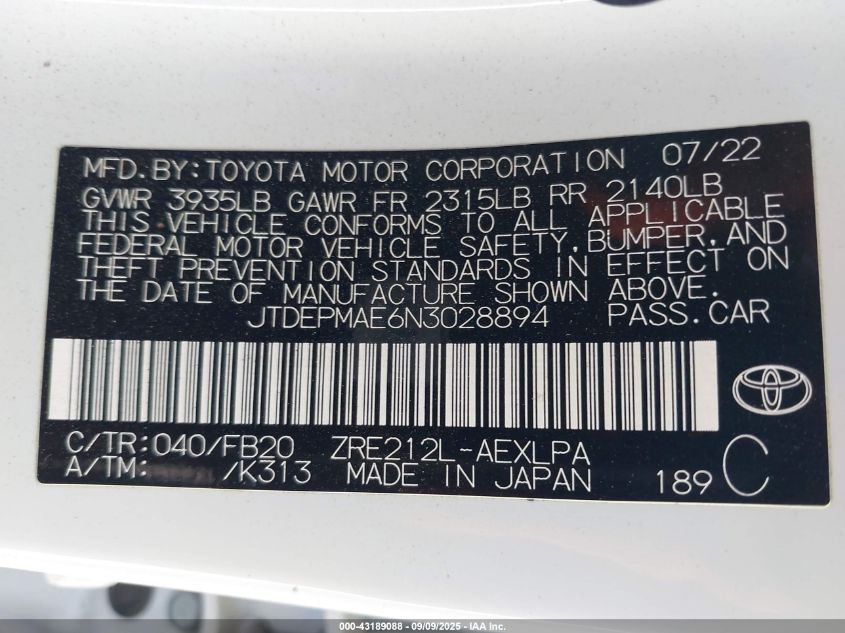 MFD.BY:TOYOTA MOTOR CORPORATION 07/22
GVWR 3935LB GAWR FR 2315LB RR 2140LB
THIS VEHICLE CONFORMS TO ALL APPLICABLE
FEDERAL MOTOR VEHICLE SAFETY,BUMPER,AND
THEFT PREVENTION STANDARDS IN EFFECT ON
THE DATE OF MANUFACTURE SHOWN ABOVE.
JTDEPMAE6N3028894 PASS.CAR
C/TR:040/FB20 ZRE212L-AEXLPA
A/TM: /K313 MADE IN JAPAN 189 C
000-43189088 - 09/09/2025 - IAA Inc.